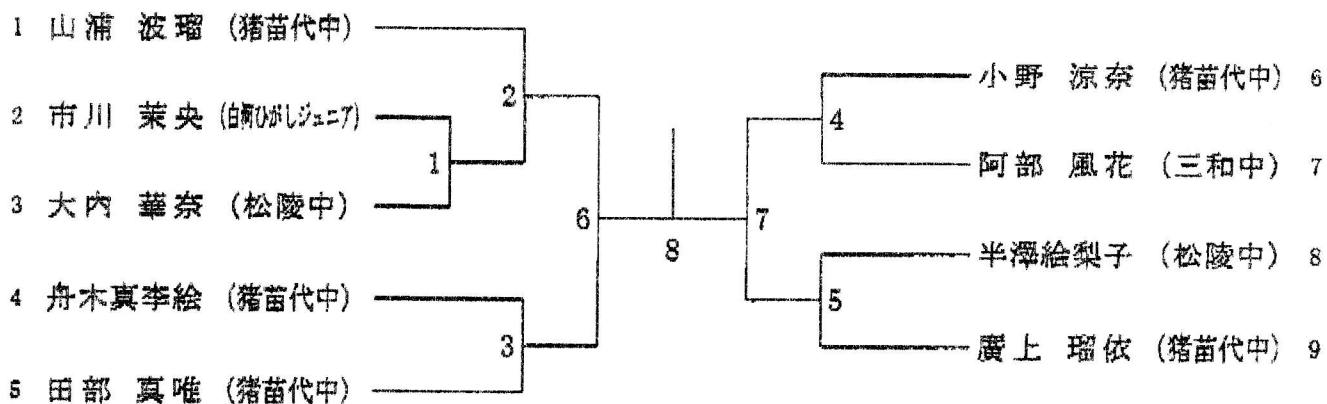 1 山浦 波瑠 (猪苗代中)
2 市川 茉央 (白河ひがしジュニア)
3 大内 華奈 (松陵中)
4 舟木真李絵 (猪苗代中)
5 田部 真唯 (猪苗代中)
2
1
6
3
8
4
7
5
小野 涼奈 (猪苗代中) 6
阿部 風花 (三和中) 7
半澤絵梨子 (松陵中) 8
廣上 瑠依 (猪苗代中) 9